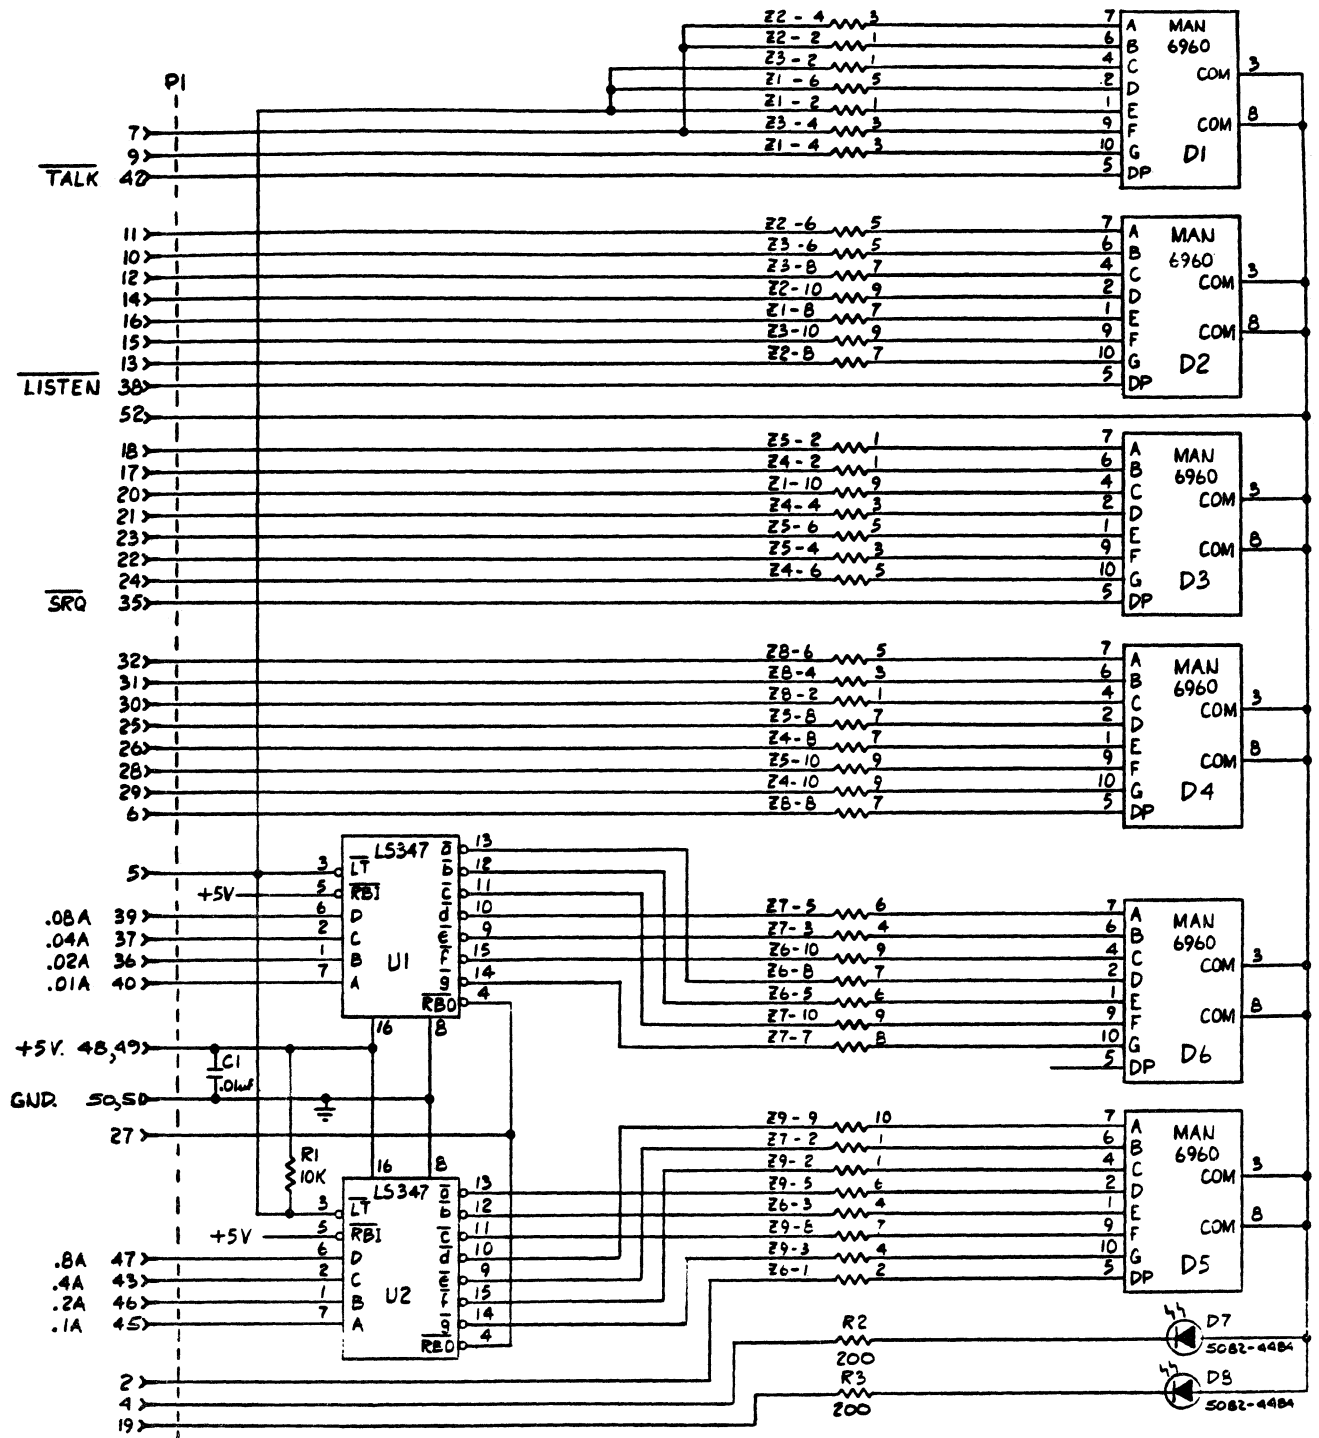 P1
Z2-4 3 7 A MAN
Z2-2 1 6 B 6960
Z3-2 1 4 C COM 3
Z1-6 5 2 D
Z1-2 1 1 E
7 Z3-4 3 9 F COM 8
9 Z1-4 3 10 G D1
TALK 42 5 DP
11 Z2-6 5 7 A MAN
10 Z3-6 5 6 B 6960
12 Z3-8 7 4 C COM 3
14 Z2-10 9 2 D
16 Z1-8 7 1 E
15 Z3-10 9 9 F COM 8
13 Z2-8 7 10 G D2
LISTEN 38 5 DP
52
18 Z5-2 1 7 A MAN
17 Z4-2 1 6 B 6960
20 Z1-10 9 4 C COM 3
21 Z4-4 3 2 D
23 Z5-6 5 1 E
22 Z5-4 3 9 F COM 8
24 Z4-6 5 10 G D3
SRQ 35 5 DP
32 Z8-6 5 7 A MAN
31 Z8-4 3 6 B 6960
30 Z8-2 1 4 C COM 3
25 Z5-8 7 2 D
26 Z4-8 7 1 E
28 Z5-10 9 9 F COM 8
29 Z4-10 9 10 G D4
6 Z8-8 7 5 DP
LS347 a 13
5 3 LT b 12
+5V 5 RBI c 11
.08A 39 6 D d 10 Z7-5 6 7 A MAN
.04A 37 2 C e 9 Z7-3 4 6 B 6960
.02A 36 1 B U1 f 15 Z6-10 9 4 C COM 3
.01A 40 7 A g 14 Z6-8 7 2 D
RBO 4 Z6-5 6 1 E
16 8 Z7-10 9 9 F COM 8
+5V. 48,49 Z7-7 8 10 G D6
C1 5 DP
.01uf
GND. 50,51
27
Z9-9 10 7 A MAN
Z7-2 1 6 B 6960
R1 16 8 Z9-2 1 4 C COM 3
10K LS347 a 13 Z9-5 6 2 D
3 LT b 12 Z6-3 4 1 E
+5V 5 RBI c 11 Z9-8 7 9 F COM 8
.8A 47 6 D d 10 Z9-3 4 10 G D5
.4A 43 2 C e 9 Z6-1 2 5 DP
.2A 46 1 B U2 f 15
.1A 45 7 A g 14
RBO 4
R2 D7
200 5082-4484
2
R3 D8
4
200 5082-4484
19